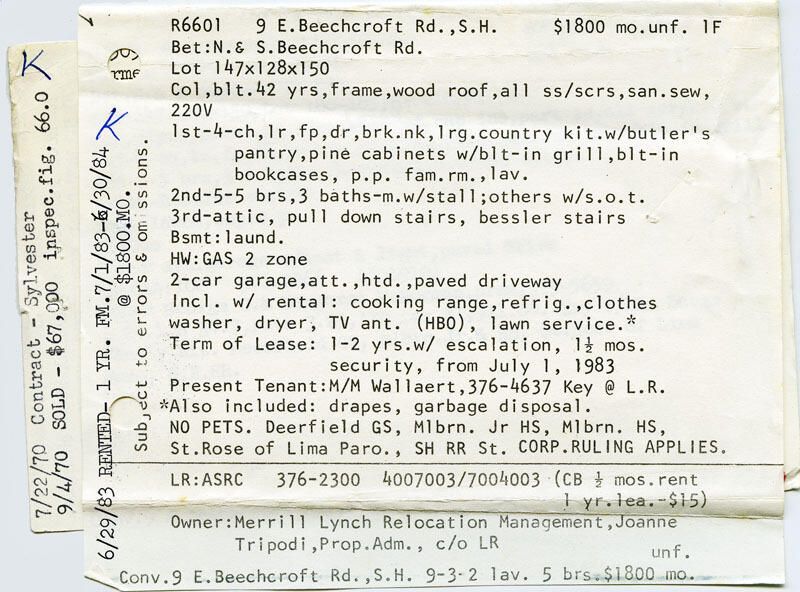 R6601 9 E.Beechcroft Rd.,S.H. $1800 mo.unf. 1F
Bet:N.& S.Beechcroft Rd.
Lot 147x128x150
Col,blt.42 yrs,frame,wood roof,all ss/scrs,san.sew,
220V
1st-4-ch,lr,fp,dr,brk.nk,lrg.country kit.w/butler's
pantry,pine cabinets w/blt-in grill,blt-in
bookcases, p.p. fam.rm.,lav.
2nd-5-5 brs,3 baths-m.w/stall;others w/s.o.t.
3rd-attic, pull down stairs, bessler stairs
Bsmt:laund.
HW:GAS 2 zone
2-car garage,att.,htd.,paved driveway
Incl. w/ rental: cooking range,refrig.,clothes
washer, dryer, TV ant. (HBO), lawn service.*
Term of Lease: 1-2 yrs.w/ escalation, 1½ mos.
security, from July 1, 1983
Present Tenant:M/M Wallaert,376-4637 Key @ L.R.
*Also included: drapes, garbage disposal.
NO PETS. Deerfield GS, Mlbrn. Jr HS, Mlbrn. HS,
St.Rose of Lima Paro., SH RR St. CORP.RULING APPLIES.
LR:ASRC 376-2300 4007003/7004003 (CB ½ mos.rent
1 yr.lea.-$15)
Owner:Merrill Lynch Relocation Management,Joanne
Tripodi,Prop.Adm., c/o LR
unf.
Conv.9 E.Beechcroft Rd.,S.H. 9-3-2 lav. 5 brs.$1800 mo.
rme
Subject to errors & omissions.
K
6/29/83 RENTED- 1 YR. FM.7/1/83-6/30/84
@ $1800.MO.
K
7/22/70 Contract - Sylvester
9/4/70 SOLD - $67,000 inspec.fig. 66.0